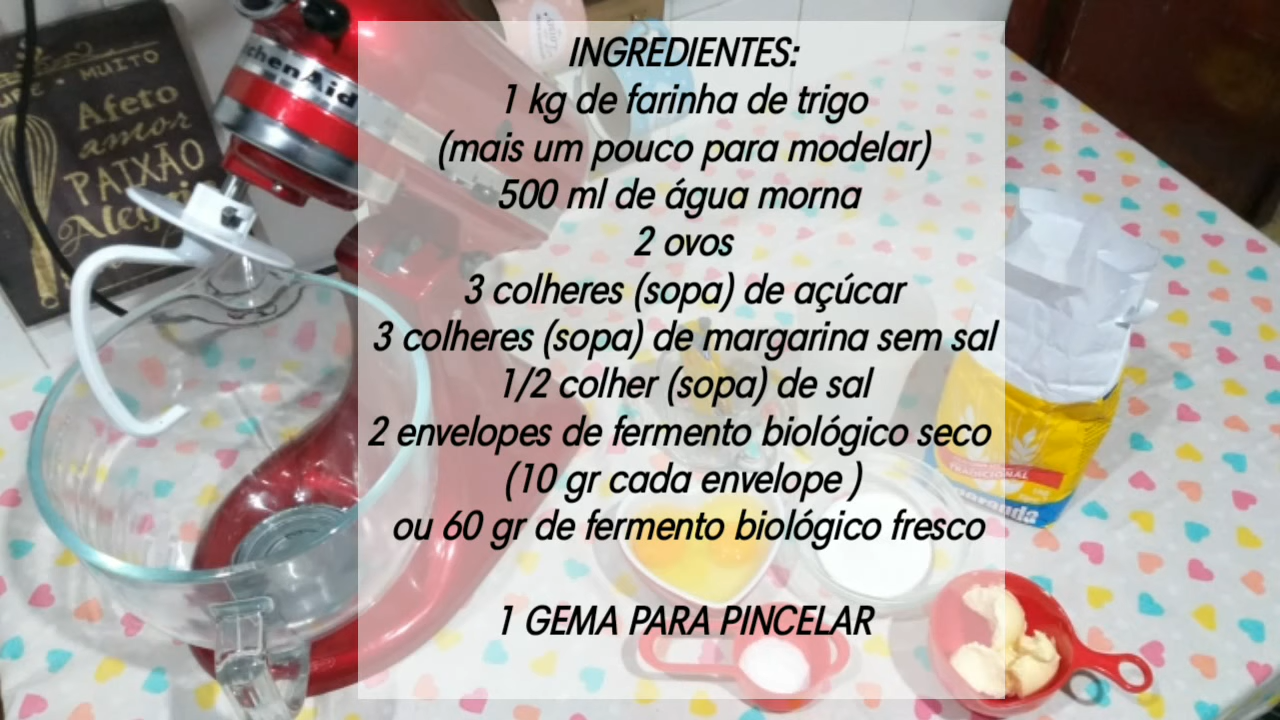 INGREDIENTES:
1 kg de farinha de trigo
(mais um pouco para modelar)
500 ml de água morna
2 ovos
3 colheres (sopa) de açúcar
3 colheres (sopa) de margarina sem sal
1/2 colher (sopa) de sal
2 envelopes de fermento biológico seco
(10 gr cada envelope )
ou 60 gr de fermento biológico fresco
1 GEMA PARA PINCELAR
chenAid
MUITO
Afeto
amor
PAIXÃO
TRADICIONAL